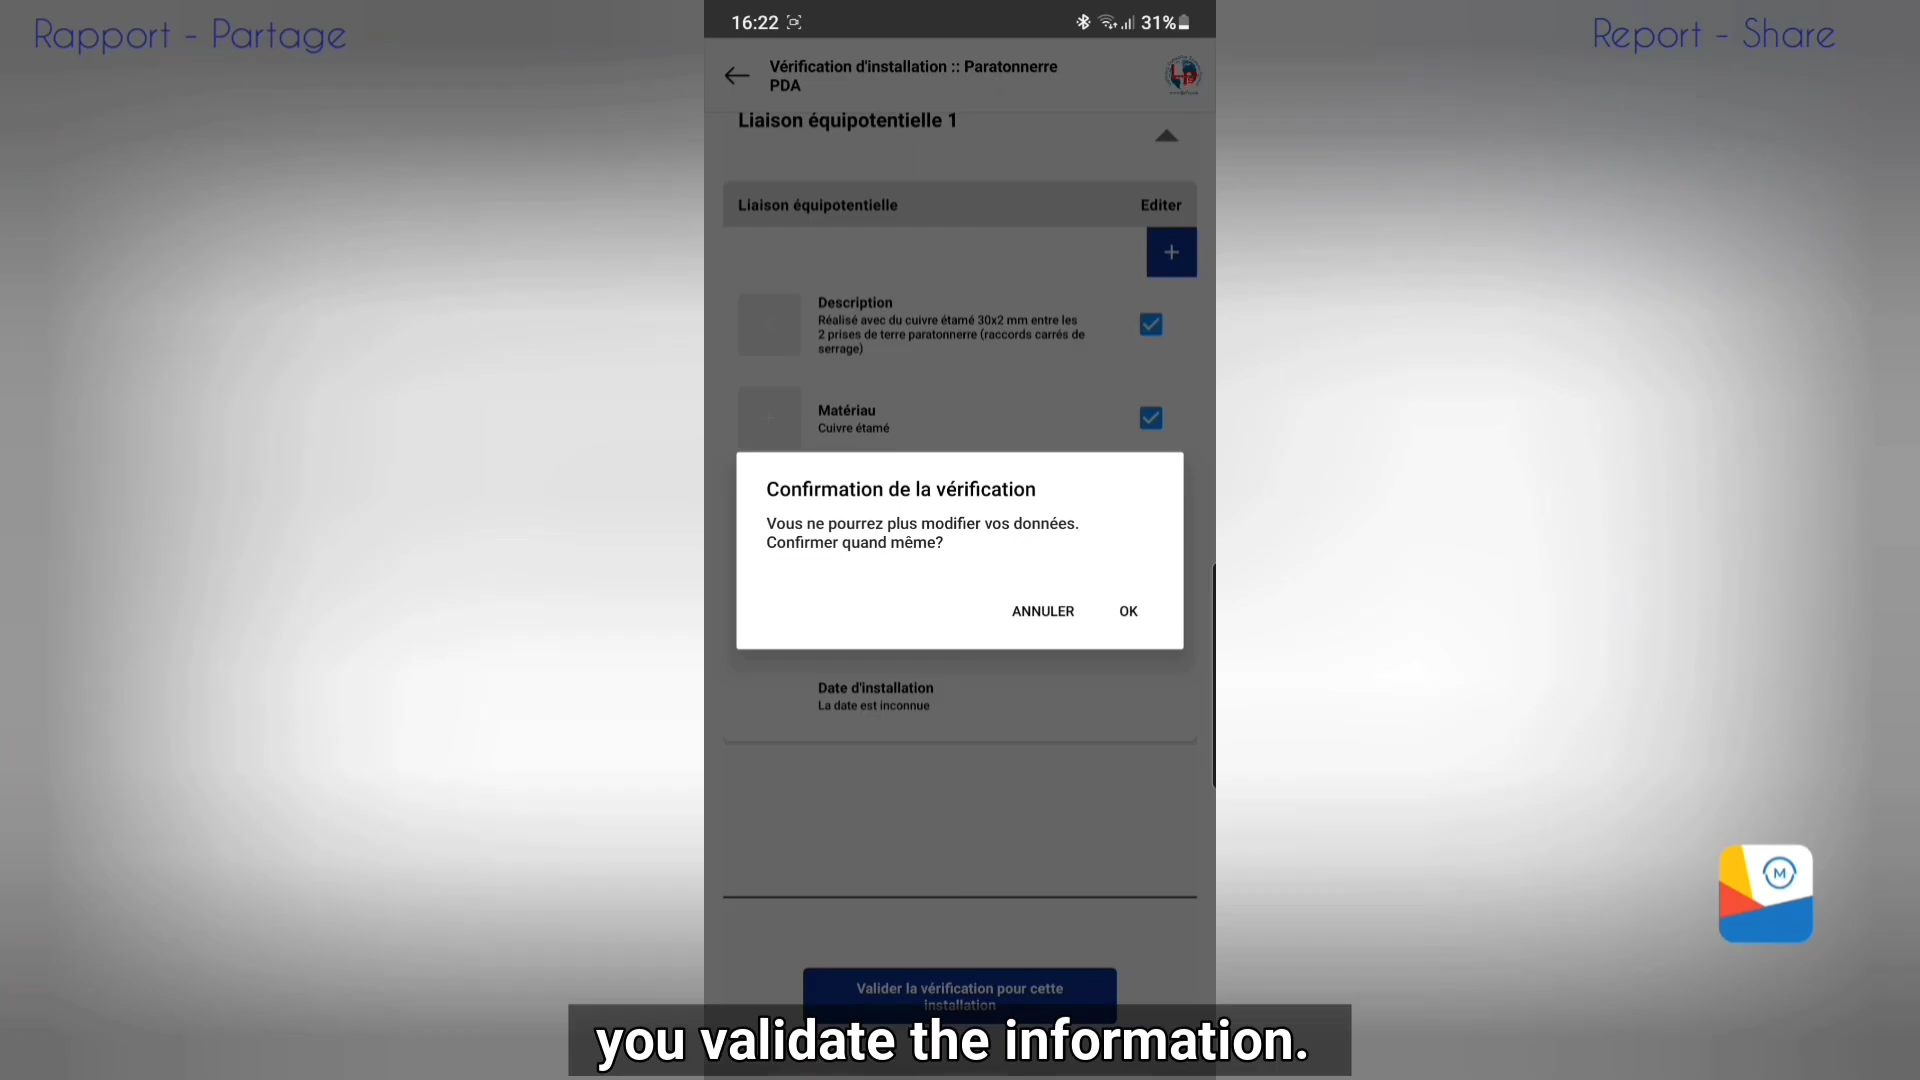 Rapport - Partage
Report - Share
16:22
31%
Vérification d'installation :: Paratonnerre
PDA
Liaison équipotentielle 1
Liaison équipotentielle
Editer
+
Description
Réalisé avec du cuivre étamé 30x2 mm entre les
2 prises de terre paratonnerre (raccords carrés de
serrage)
Matériau
Cuivre étamé
Confirmation de la vérification
Vous ne pourrez plus modifier vos données.
Confirmer quand même?
ANNULER
OK
Date d'installation
La date est inconnue
M
Valider la vérification pour cette
installation
you validate the information.